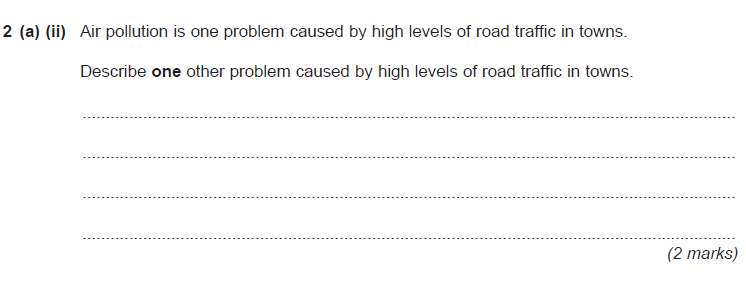 2 (a) (ii) Air pollution is one problem caused by high levels of road traffic in towns.
Describe one other problem caused by high levels of road traffic in towns.
(2 marks)